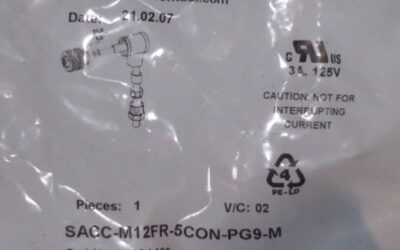 Date: 21.02.07
C US
3A, 125V
CAUTION: NOT FOR
INTERRUPTING
CURRENT
4
PE-LD
Pieces: 1 V/C: 02
SACC-M12FR-5CON-PG9-M